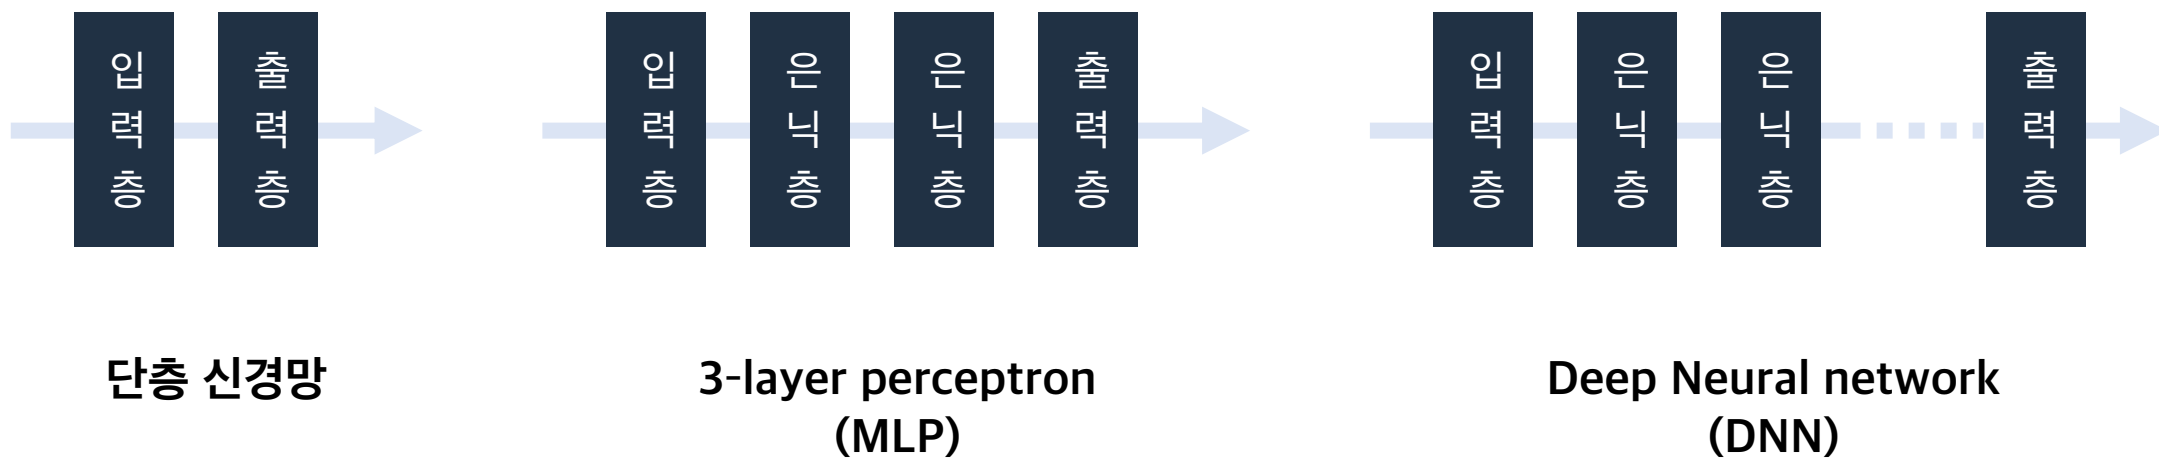 입력층
출력층
입력층
은닉층
은닉층
출력층
입력층
은닉층
은닉층
출력층
단층 신경망
3-layer perceptron
(MLP)
Deep Neural network
(DNN)